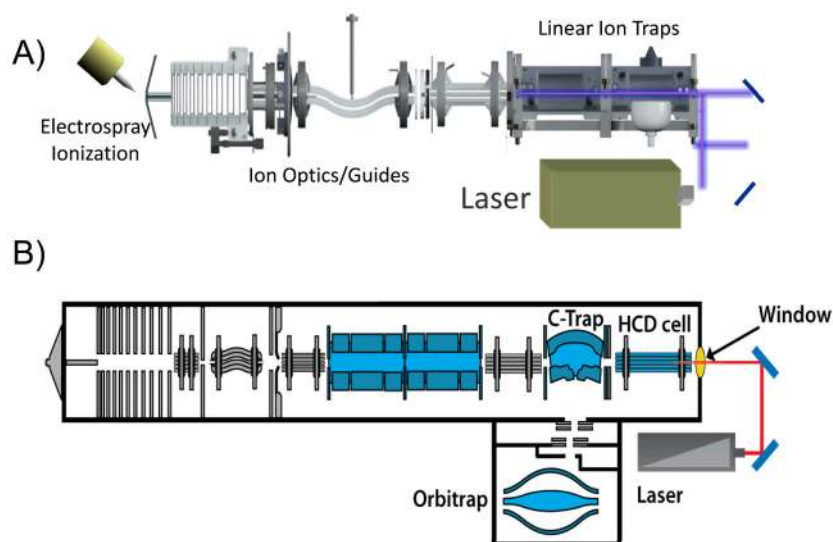 A)
Linear Ion Traps
Electrospray
Ionization
Ion Optics/Guides
Laser
B)
C-Trap
HCD cell
Window
Orbitrap
Laser